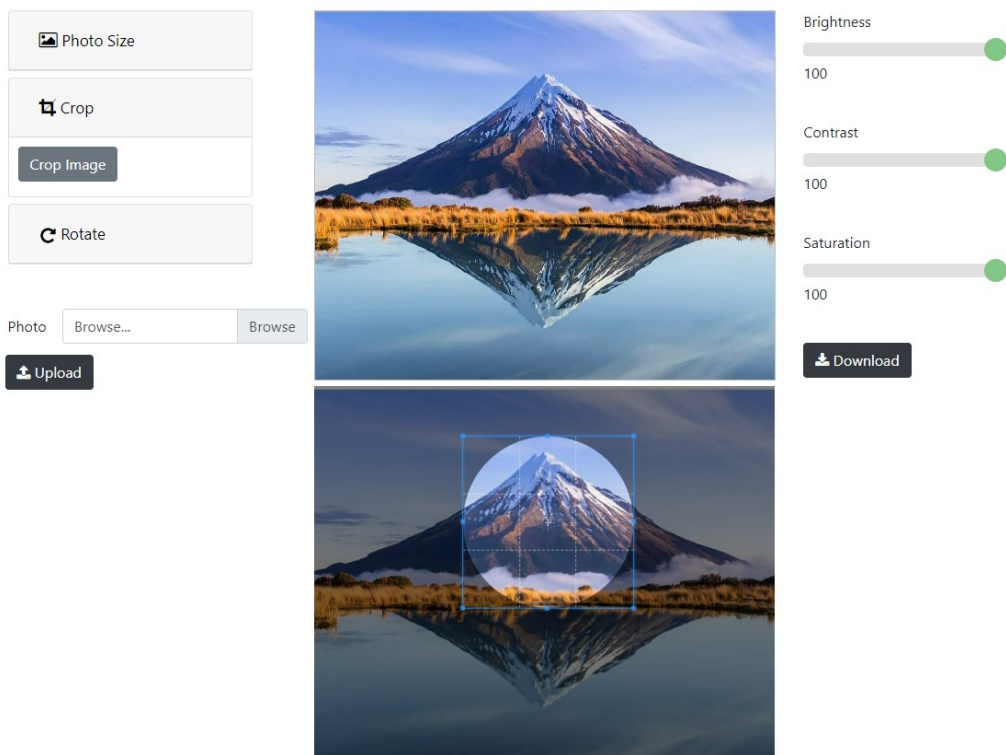 Photo Size
Crop
Crop Image
Rotate
Photo Browse... Browse
Upload
Brightness
100
Contrast
100
Saturation
100
Download